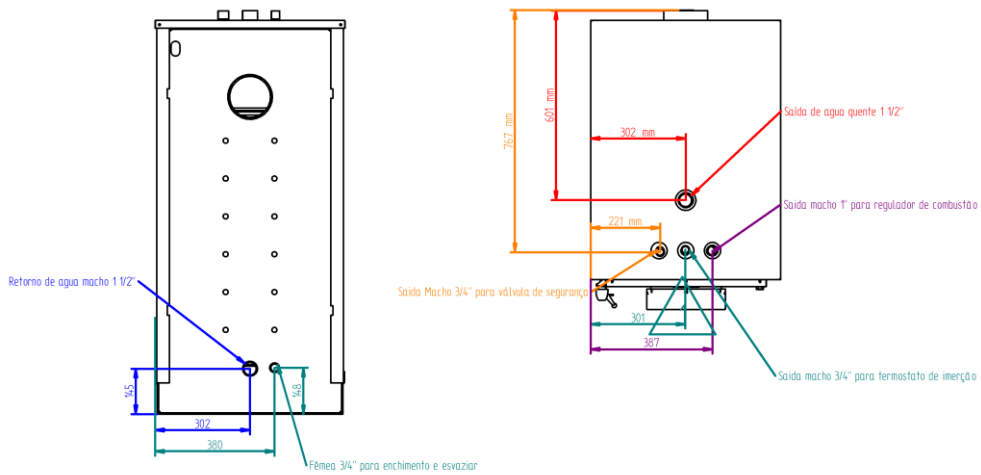 Retorno de agua macho 1 1/2"
145
148
302
380
Fêmea 3/4" para enchimento e esvaziar
767 mm
601 mm
302 mm
Saída de agua quente 1 1/2"
221 mm
Saida macho 1" para regulador de combustão
Saida Macho 3/4" para válvula de segurança
301
387
Saida macho 3/4" para termostato de imerção